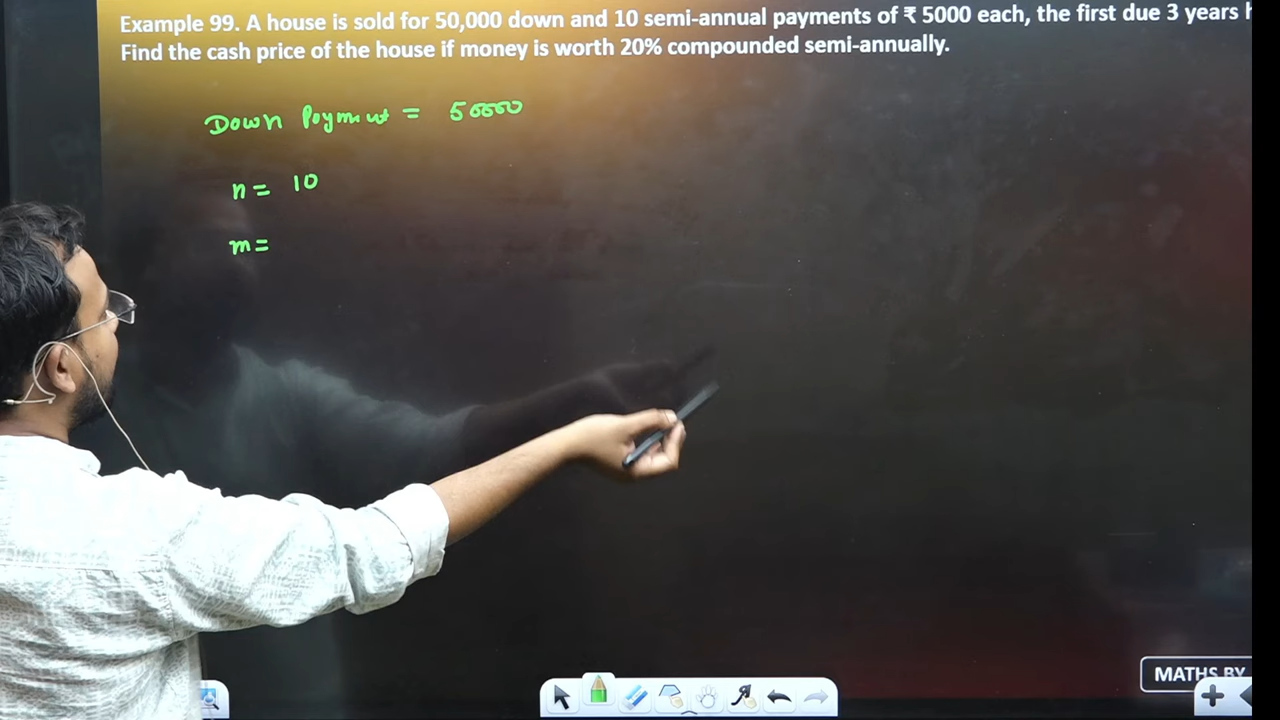 Example 99. A house is sold for 50,000 down and 10 semi-annual payments of ₹ 5000 each, the first due 3 years
Find the cash price of the house if money is worth 20% compounded semi-annually.
Down Payment = 50000
n = 10
m =
MATHS BY